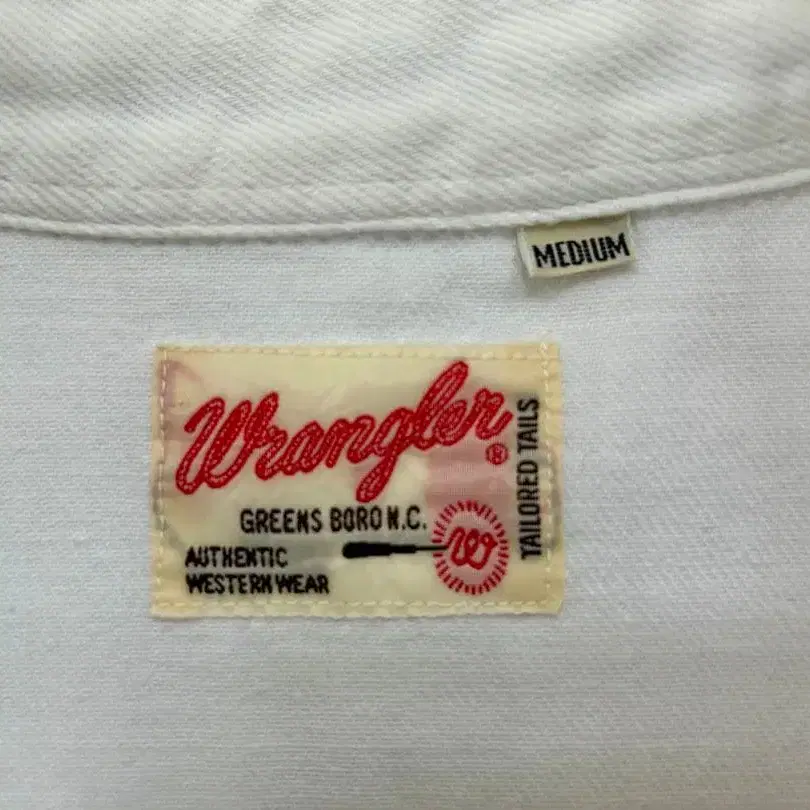 MEDIUM
Wrangler®
TAILORED TAILS
GREENS BORO N.C.
W
AUTHENTIC
WESTERN WEAR